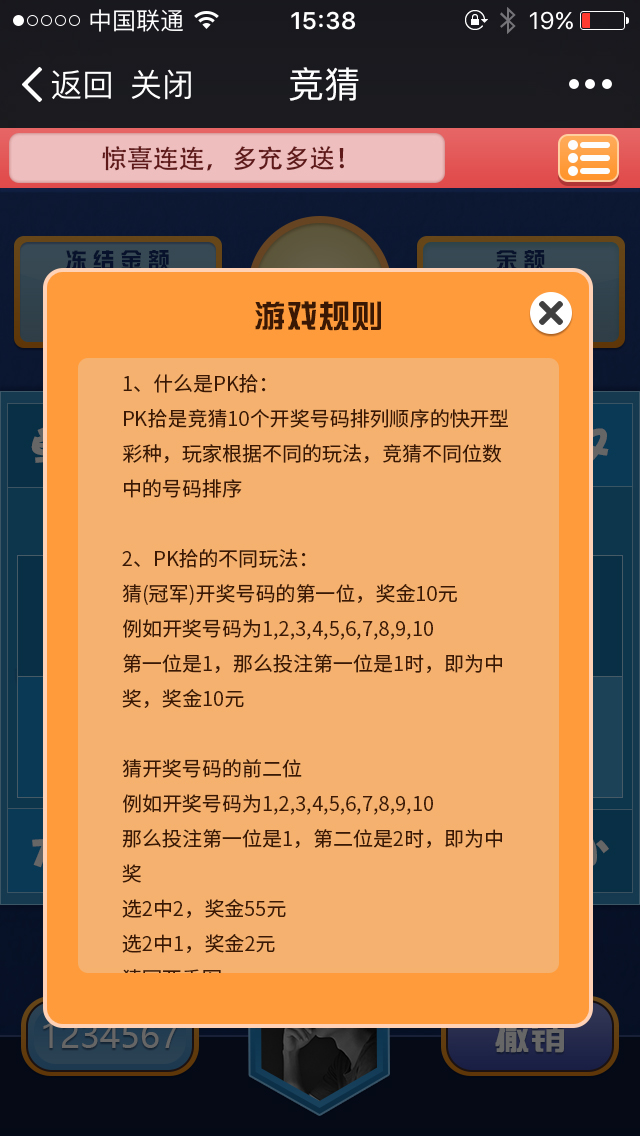 中国联通 15:38 19%
返回 关闭 竞猜
惊喜连连，多充多送！
冻结金额 余额
游戏规则
1、什么是PK拾：
PK拾是竞猜10个开奖号码排列顺序的快开型
彩种，玩家根据不同的玩法，竞猜不同位数
中的号码排序
2、PK拾的不同玩法：
猜(冠军)开奖号码的第一位，奖金10元
例如开奖号码为1,2,3,4,5,6,7,8,9,10
第一位是1，那么投注第一位是1时，即为中
奖，奖金10元
猜开奖号码的前二位
例如开奖号码为1,2,3,4,5,6,7,8,9,10
那么投注第一位是1，第二位是2时，即为中
奖
选2中2，奖金55元
选2中1，奖金2元
1234567 撤销